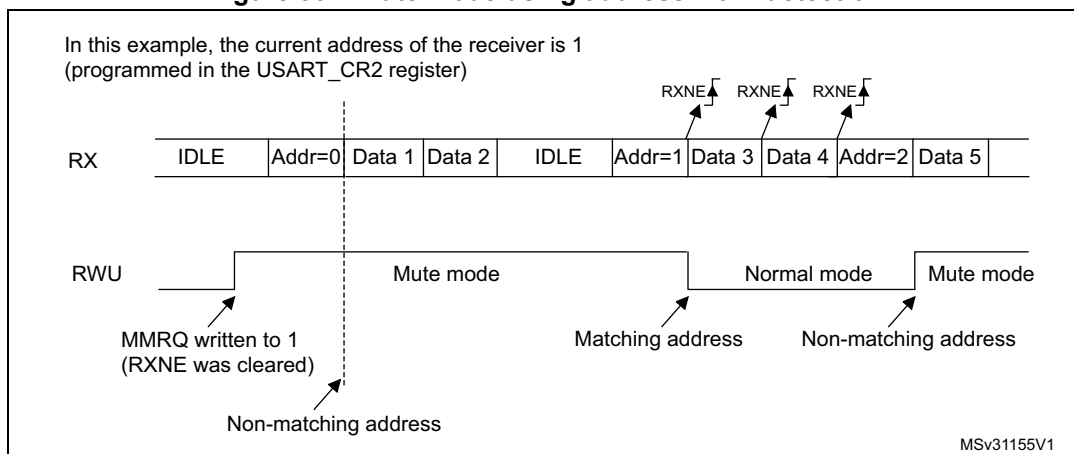 In this example, the current address of the receiver is 1
(programmed in the USART_CR2 register)
RXNE RXNE RXNE
RX IDLE Addr=0 Data 1 Data 2 IDLE Addr=1 Data 3 Data 4 Addr=2 Data 5
RWU Mute mode Normal mode Mute mode
MMRQ written to 1 Matching address Non-matching address
(RXNE was cleared)
Non-matching address
MSv31155V1